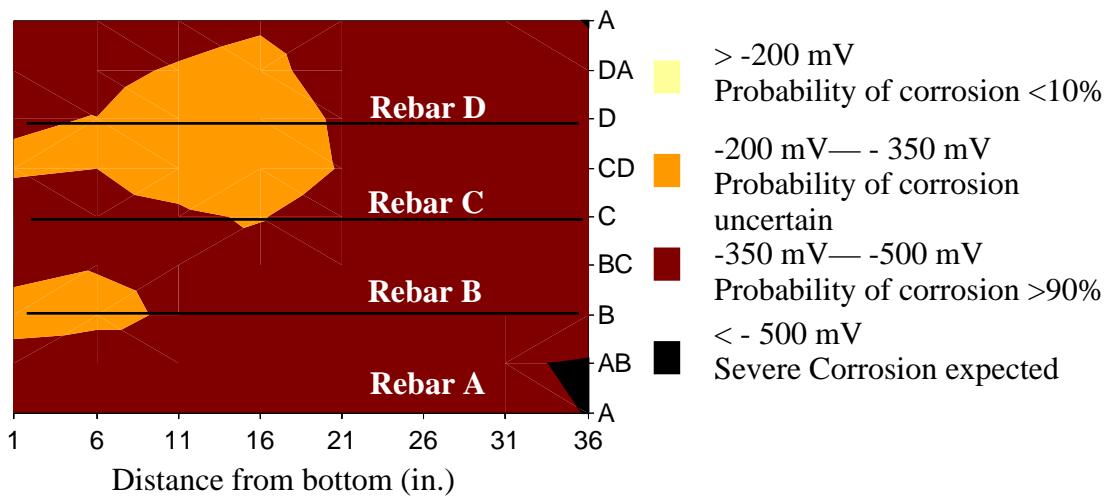 A
DA
D
CD
C
BC
B
AB
A
Rebar D
Rebar C
Rebar B
Rebar A
1 6 11 16 21 26 31 36
Distance from bottom (in.)
> -200 mV
Probability of corrosion <10%
-200 mV— - 350 mV
Probability of corrosion
uncertain
-350 mV— -500 mV
Probability of corrosion >90%
< - 500 mV
Severe Corrosion expected